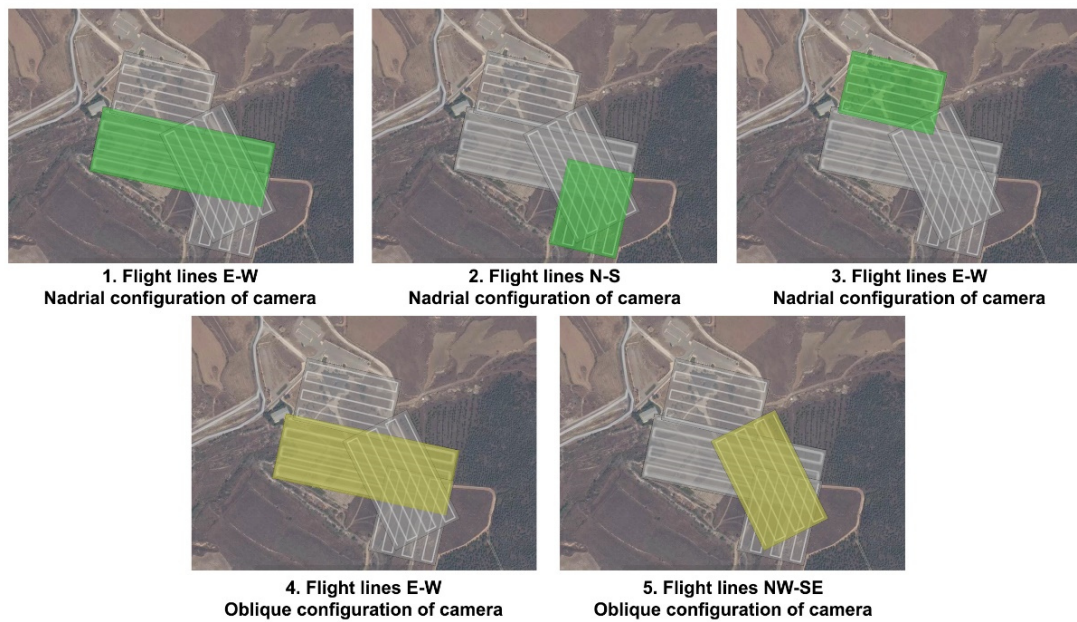 1. Flight lines E-W
Nadrial configuration of camera
2. Flight lines N-S
Nadrial configuration of camera
3. Flight lines E-W
Nadrial configuration of camera
4. Flight lines E-W
Oblique configuration of camera
5. Flight lines NW-SE
Oblique configuration of camera